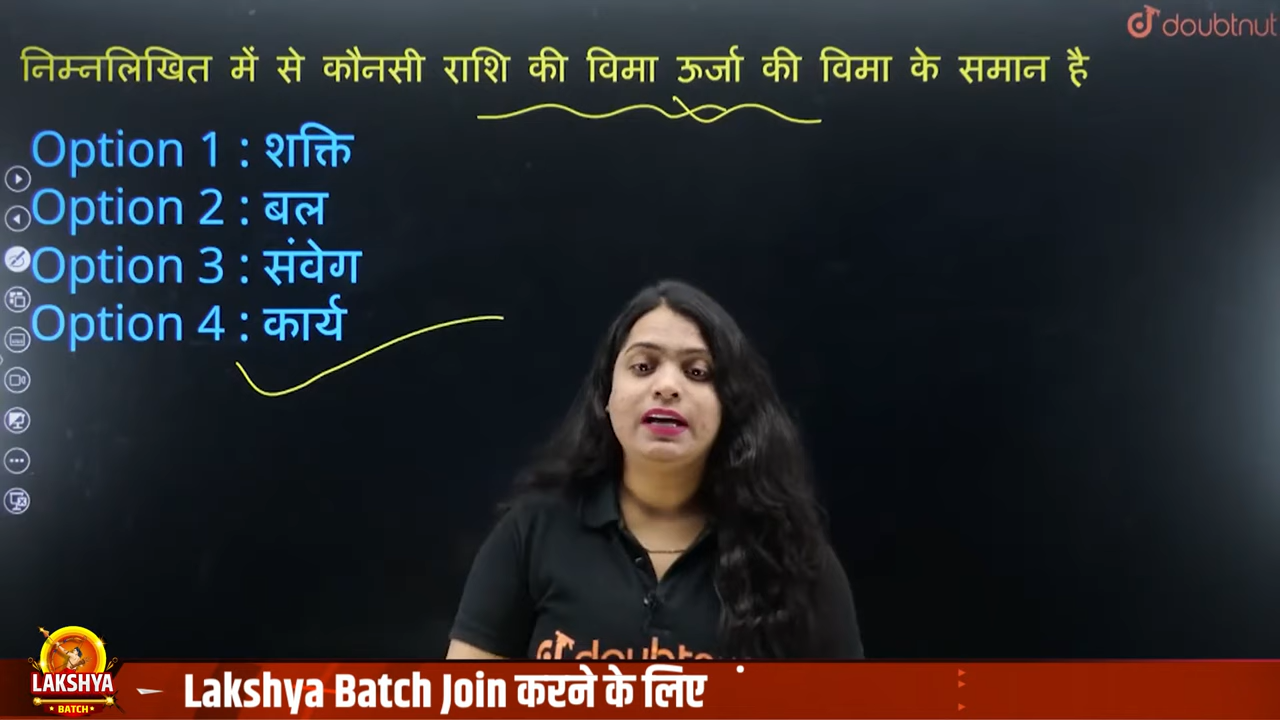 doubtnut
निम्नलिखित में से कौनसी राशि की विमा ऊर्जा की विमा के समान है
Option 1 : शक्ति
Option 2 : बल
Option 3 : संवेग
Option 4 : कार्य
LAKSHYA
BATCH
Lakshya Batch Join करने के लिए